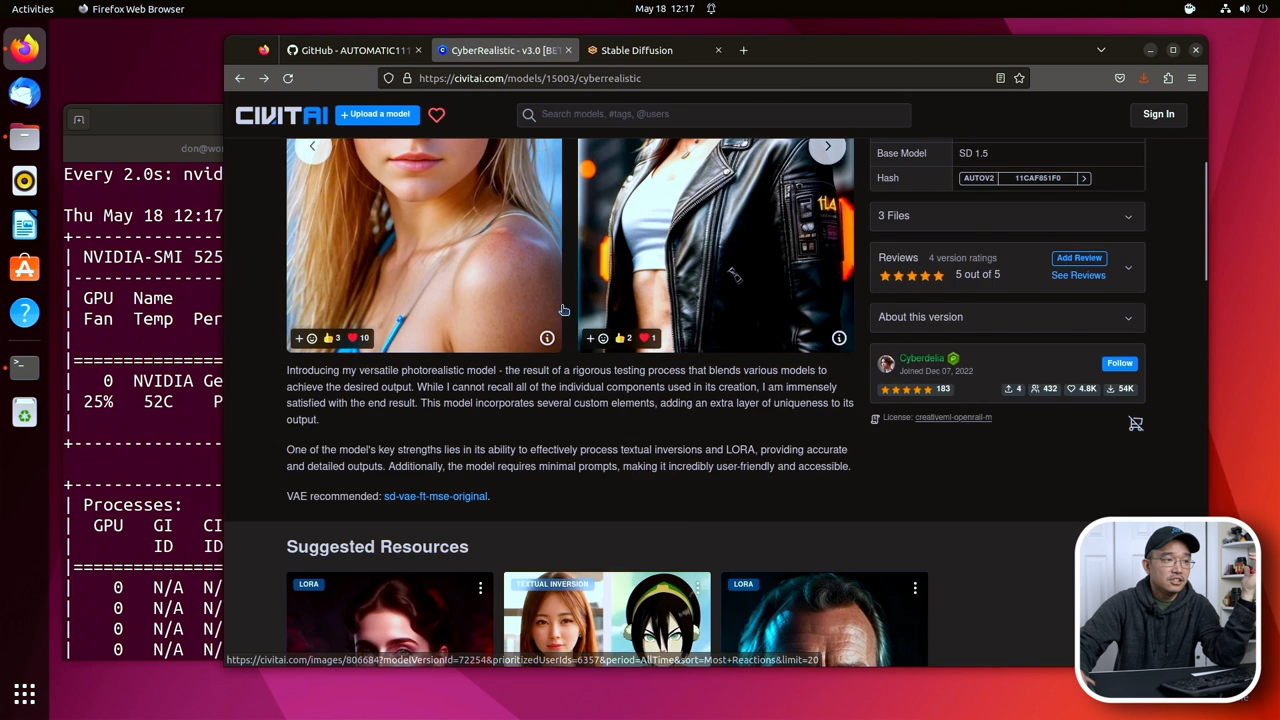 Activities
Firefox Web Browser
May 18 12:17
GitHub - AUTOMATIC111
CyberRealistic - v3.0 [BET
Stable Diffusion
https://civitai.com/models/15003/cyberrealistic
CIVITAI
+ Upload a model
Search models, #tags, @users
Sign In
don@wo
Every 2.0s: nvid
Thu May 18 12:17
NVIDIA-SMI 525
GPU Name
Fan Temp Per
0 NVIDIA Ge
25% 52C P
Processes:
GPU GI CI
ID ID
0 N/A N/
0 N/A N/
0 N/A N/
0 N/A N/
Base Model SD 1.5
Hash AUTOV2 11CAF851F0
3 Files
Reviews 4 version ratings Add Review
5 out of 5 See Reviews
About this version
Cyberdelia
Joined Dec 07, 2022
Follow
183 4 432 4.8K 54K
License: creativeml-openrail-m
3 10
2 1
Introducing my versatile photorealistic model - the result of a rigorous testing process that blends various models to
achieve the desired output. While I cannot recall all of the individual components used in its creation, I am immensely
satisfied with the end result. This model incorporates several custom elements, adding an extra layer of uniqueness to its
output.
One of the model's key strengths lies in its ability to effectively process textual inversions and LORA, providing accurate
and detailed outputs. Additionally, the model requires minimal prompts, making it incredibly user-friendly and accessible.
VAE recommended: sd-vae-ft-mse-original.
Suggested Resources
LORA
TEXTUAL INVERSION
LORA
https://civitai.com/images/806684?modelVersionId=72254&prioritizedUserIds=6357&period=AllTime&sort=Most+Reactions&limit=20